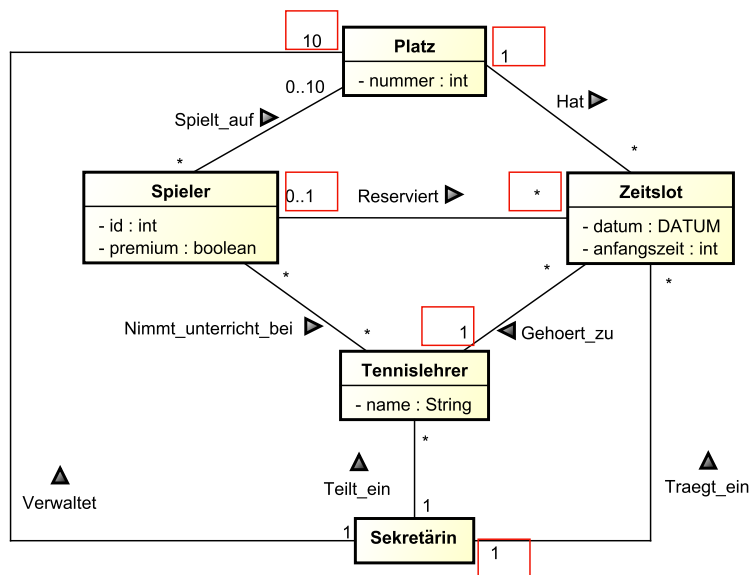 10
Platz
1
- nummer : int
0..10
Hat
Spielt_auf
*
*
Spieler
0..1
Reserviert
*
Zeitslot
- id : int
- premium : boolean
- datum : DATUM
- anfangszeit : int
*
*
*
Nimmt_unterricht_bei
*
1
Gehoert_zu
Tennislehrer
- name : String
*
Verwaltet
Teilt_ein
Traegt_ein
1
1
Sekretärin
1